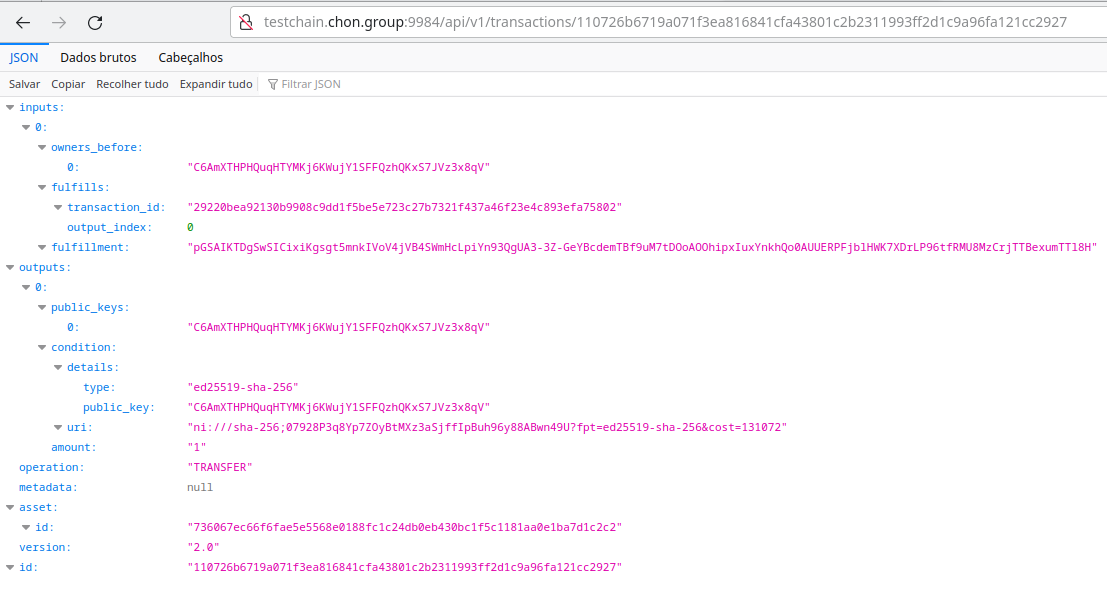 testchain.chon.group:9984/api/v1/transactions/110726b6719a071f3ea816841cfa43801c2b2311993ff2d1c9a96fa121cc2927
JSON Dados brutos Cabeçalhos
Salvar Copiar Recolher tudo Expandir tudo Filtrar JSON
inputs:
0:
owners_before:
0: "C6AmXTHPHQuqHTYMKj6KWujY1SFFQzhQKxS7JVz3x8qV"
fulfills:
transaction_id: "29220bea92130b9908c9dd1f5be5e723c27b7321f437a46f23e4c893efa75802"
output_index: 0
fulfillment: "pGSAIKTDgSwSICixiKgsgt5mnkIVoV4jVB4SWmHcLpiYn93QgUA3-3Z-GeYBcdemTBf9uM7tDOoAOOhipxIuxYnkhQo0AUUERPFjblHWK7XDrLP96tfRMU8MzCrjTTBexumTTl8H"
outputs:
0:
public_keys:
0: "C6AmXTHPHQuqHTYMKj6KWujY1SFFQzhQKxS7JVz3x8qV"
condition:
details:
type: "ed25519-sha-256"
public_key: "C6AmXTHPHQuqHTYMKj6KWujY1SFFQzhQKxS7JVz3x8qV"
uri: "ni:///sha-256;07928P3q8Yp7ZOyBtMXz3aSjffIpBuh96y88ABwn49U?fpt=ed25519-sha-256&cost=131072"
amount: "1"
operation: "TRANSFER"
metadata: null
asset:
id: "736067ec66f6fae5e5568e0188fc1c24db0eb430bc1f5c1181aa0e1ba7d1c2c2"
version: "2.0"
id: "110726b6719a071f3ea816841cfa43801c2b2311993ff2d1c9a96fa121cc2927"